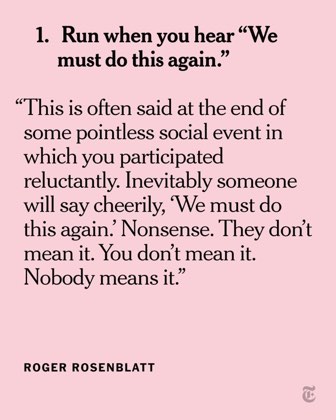 1. Run when you hear “We
must do this again.”
“This is often said at the end of
some pointless social event in
which you participated
reluctantly. Inevitably someone
will say cheerily, ‘We must do
this again.’ Nonsense. They don’t
mean it. You don’t mean it.
Nobody means it.”
ROGER ROSENBLATT
T